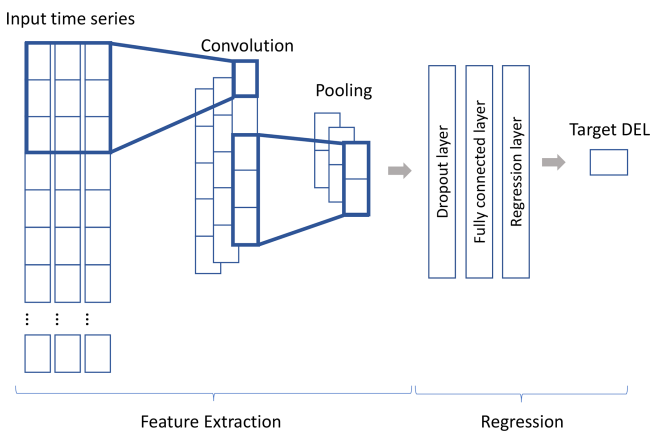 Input time series
Convolution
Pooling
Dropout layer
Fully connected layer
Regression layer
Target DEL
... ... ...
Feature Extraction
Regression